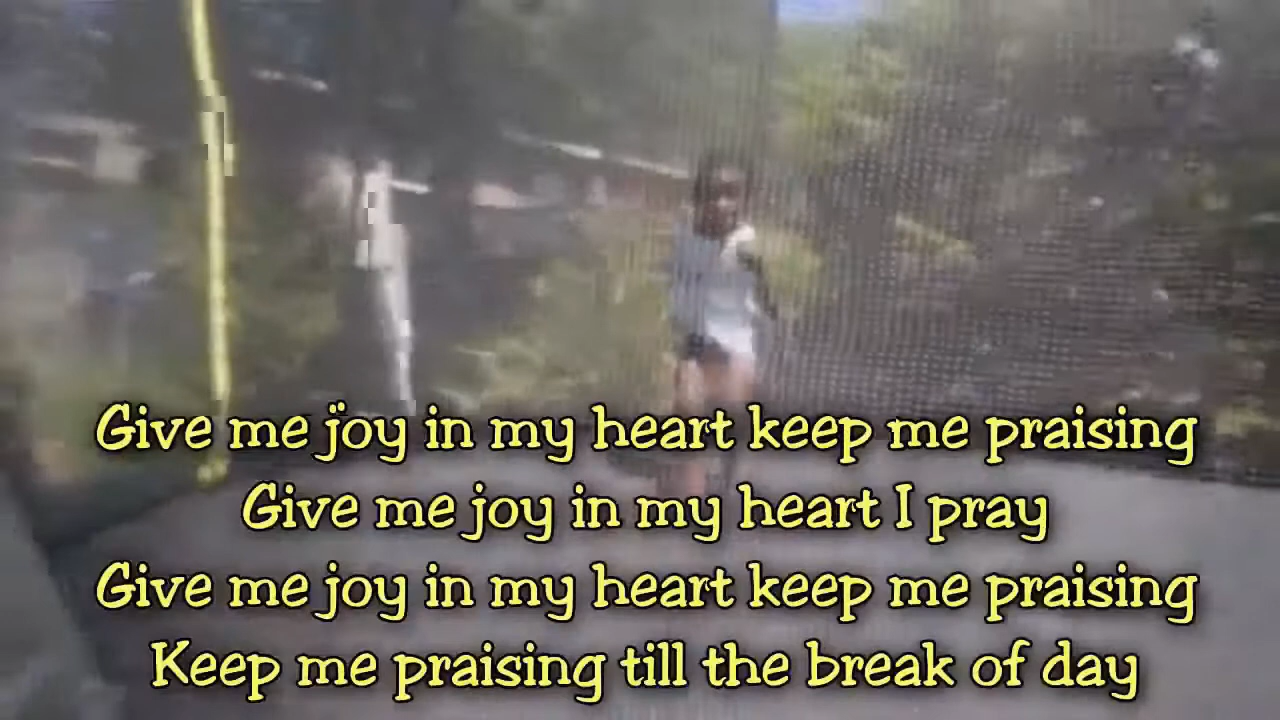 Give me joy in my heart keep me praising
Give me joy in my heart I pray
Give me joy in my heart keep me praising
Keep me praising till the break of day